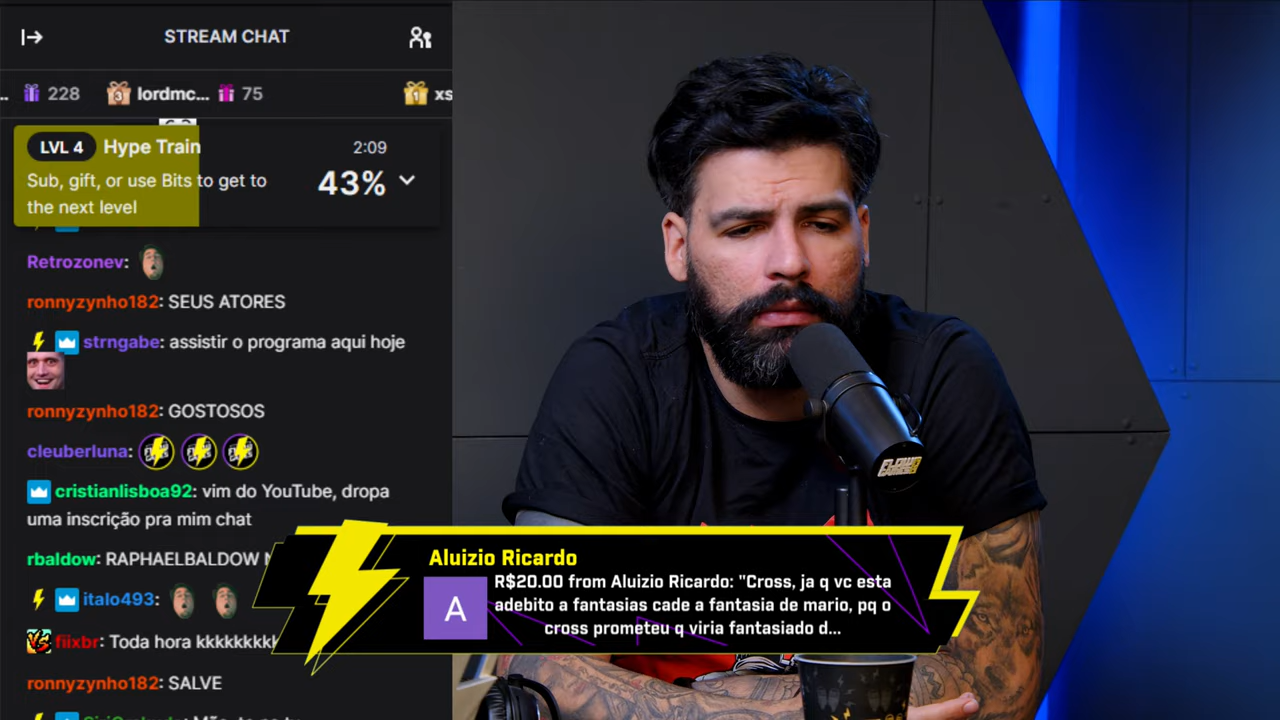 STREAM CHAT
228
lordmc... 75
xs
LVL 4 Hype Train 2:09
Sub, gift, or use Bits to get to
the next level
43%
Retrozonev:
ronnyzynho182: SEUS ATORES
strngabe: assistir o programa aqui hoje
ronnyzynho182: GOSTOSOS
cleuberluna:
cristianlisboa92: vim do YouTube, dropa
uma inscrição pra mim chat
rbaldow: RAPHAELBALDOW
italo493:
fiixbr: Toda hora kkkkkkkk
ronnyzynho182: SALVE
Aluizio Ricardo
A
R$20.00 from Aluizio Ricardo: "Cross, ja q vc esta
adebito a fantasias cade a fantasia de mario, pq o
cross prometeu q viria fantasiado d...
FLOW
GAMES